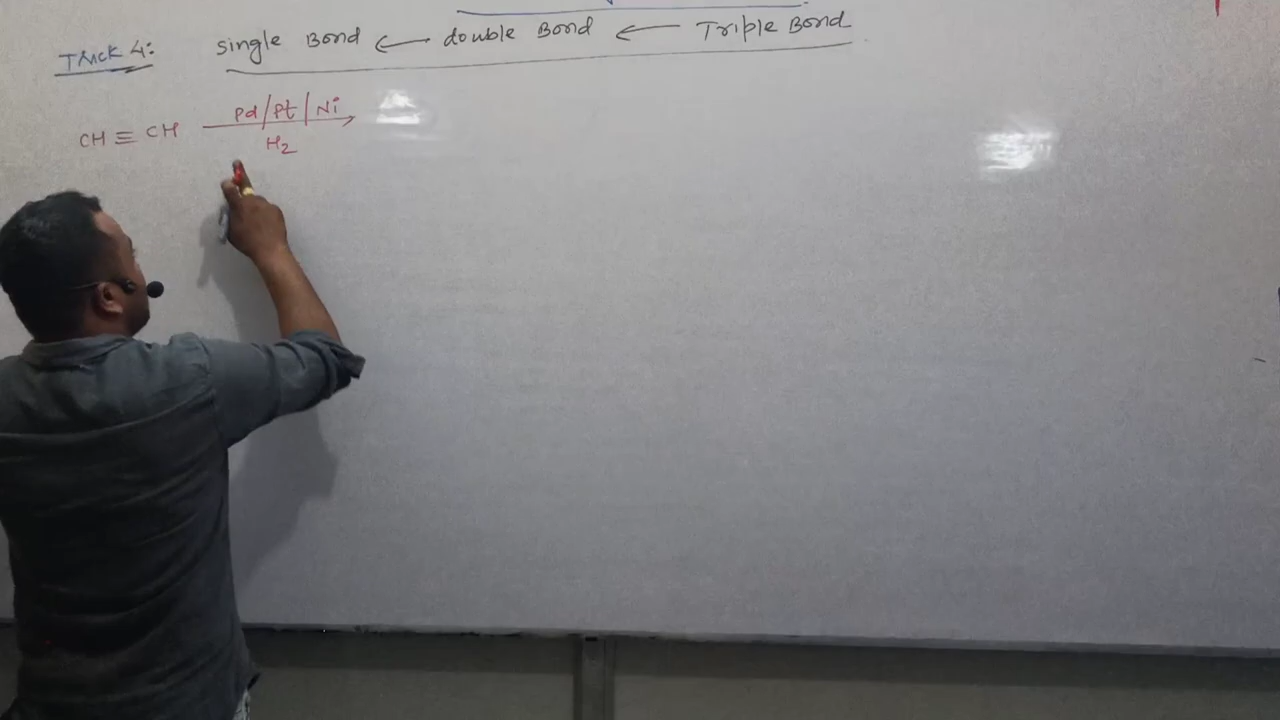 Trick 4: single Bond ← double Bond ← Triple Bond
CH ≡ CH Pd/Pt/Ni
H2